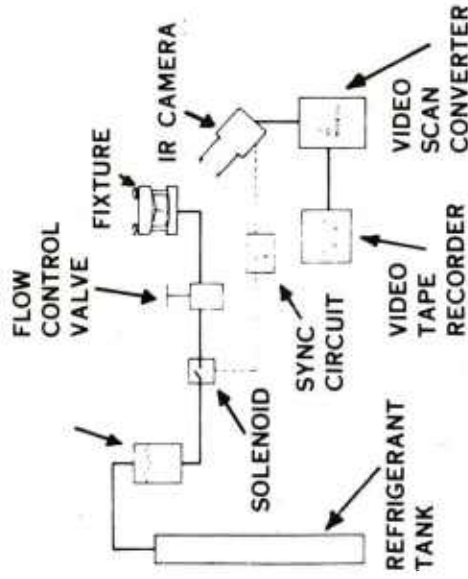 FLOW
CONTROL
VALVE
FIXTURE
IR CAMERA
SOLENOID
SYNC
CIRCUIT
REFRIGERANT
TANK
VIDEO
TAPE
RECORDER
VIDEO
SCAN
CONVERTER